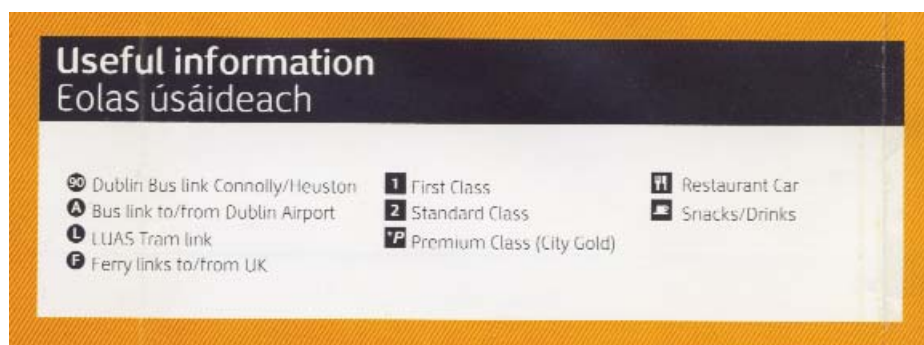 Useful information
Eolas úsáideach
90 Dublin Bus link Connolly/Heuston
A Bus link to/from Dublin Airport
L LUAS Tram link
F Ferry links to/from UK
1 First Class
2 Standard Class
*P Premium Class (City Gold)
Restaurant Car
Snacks/Drinks